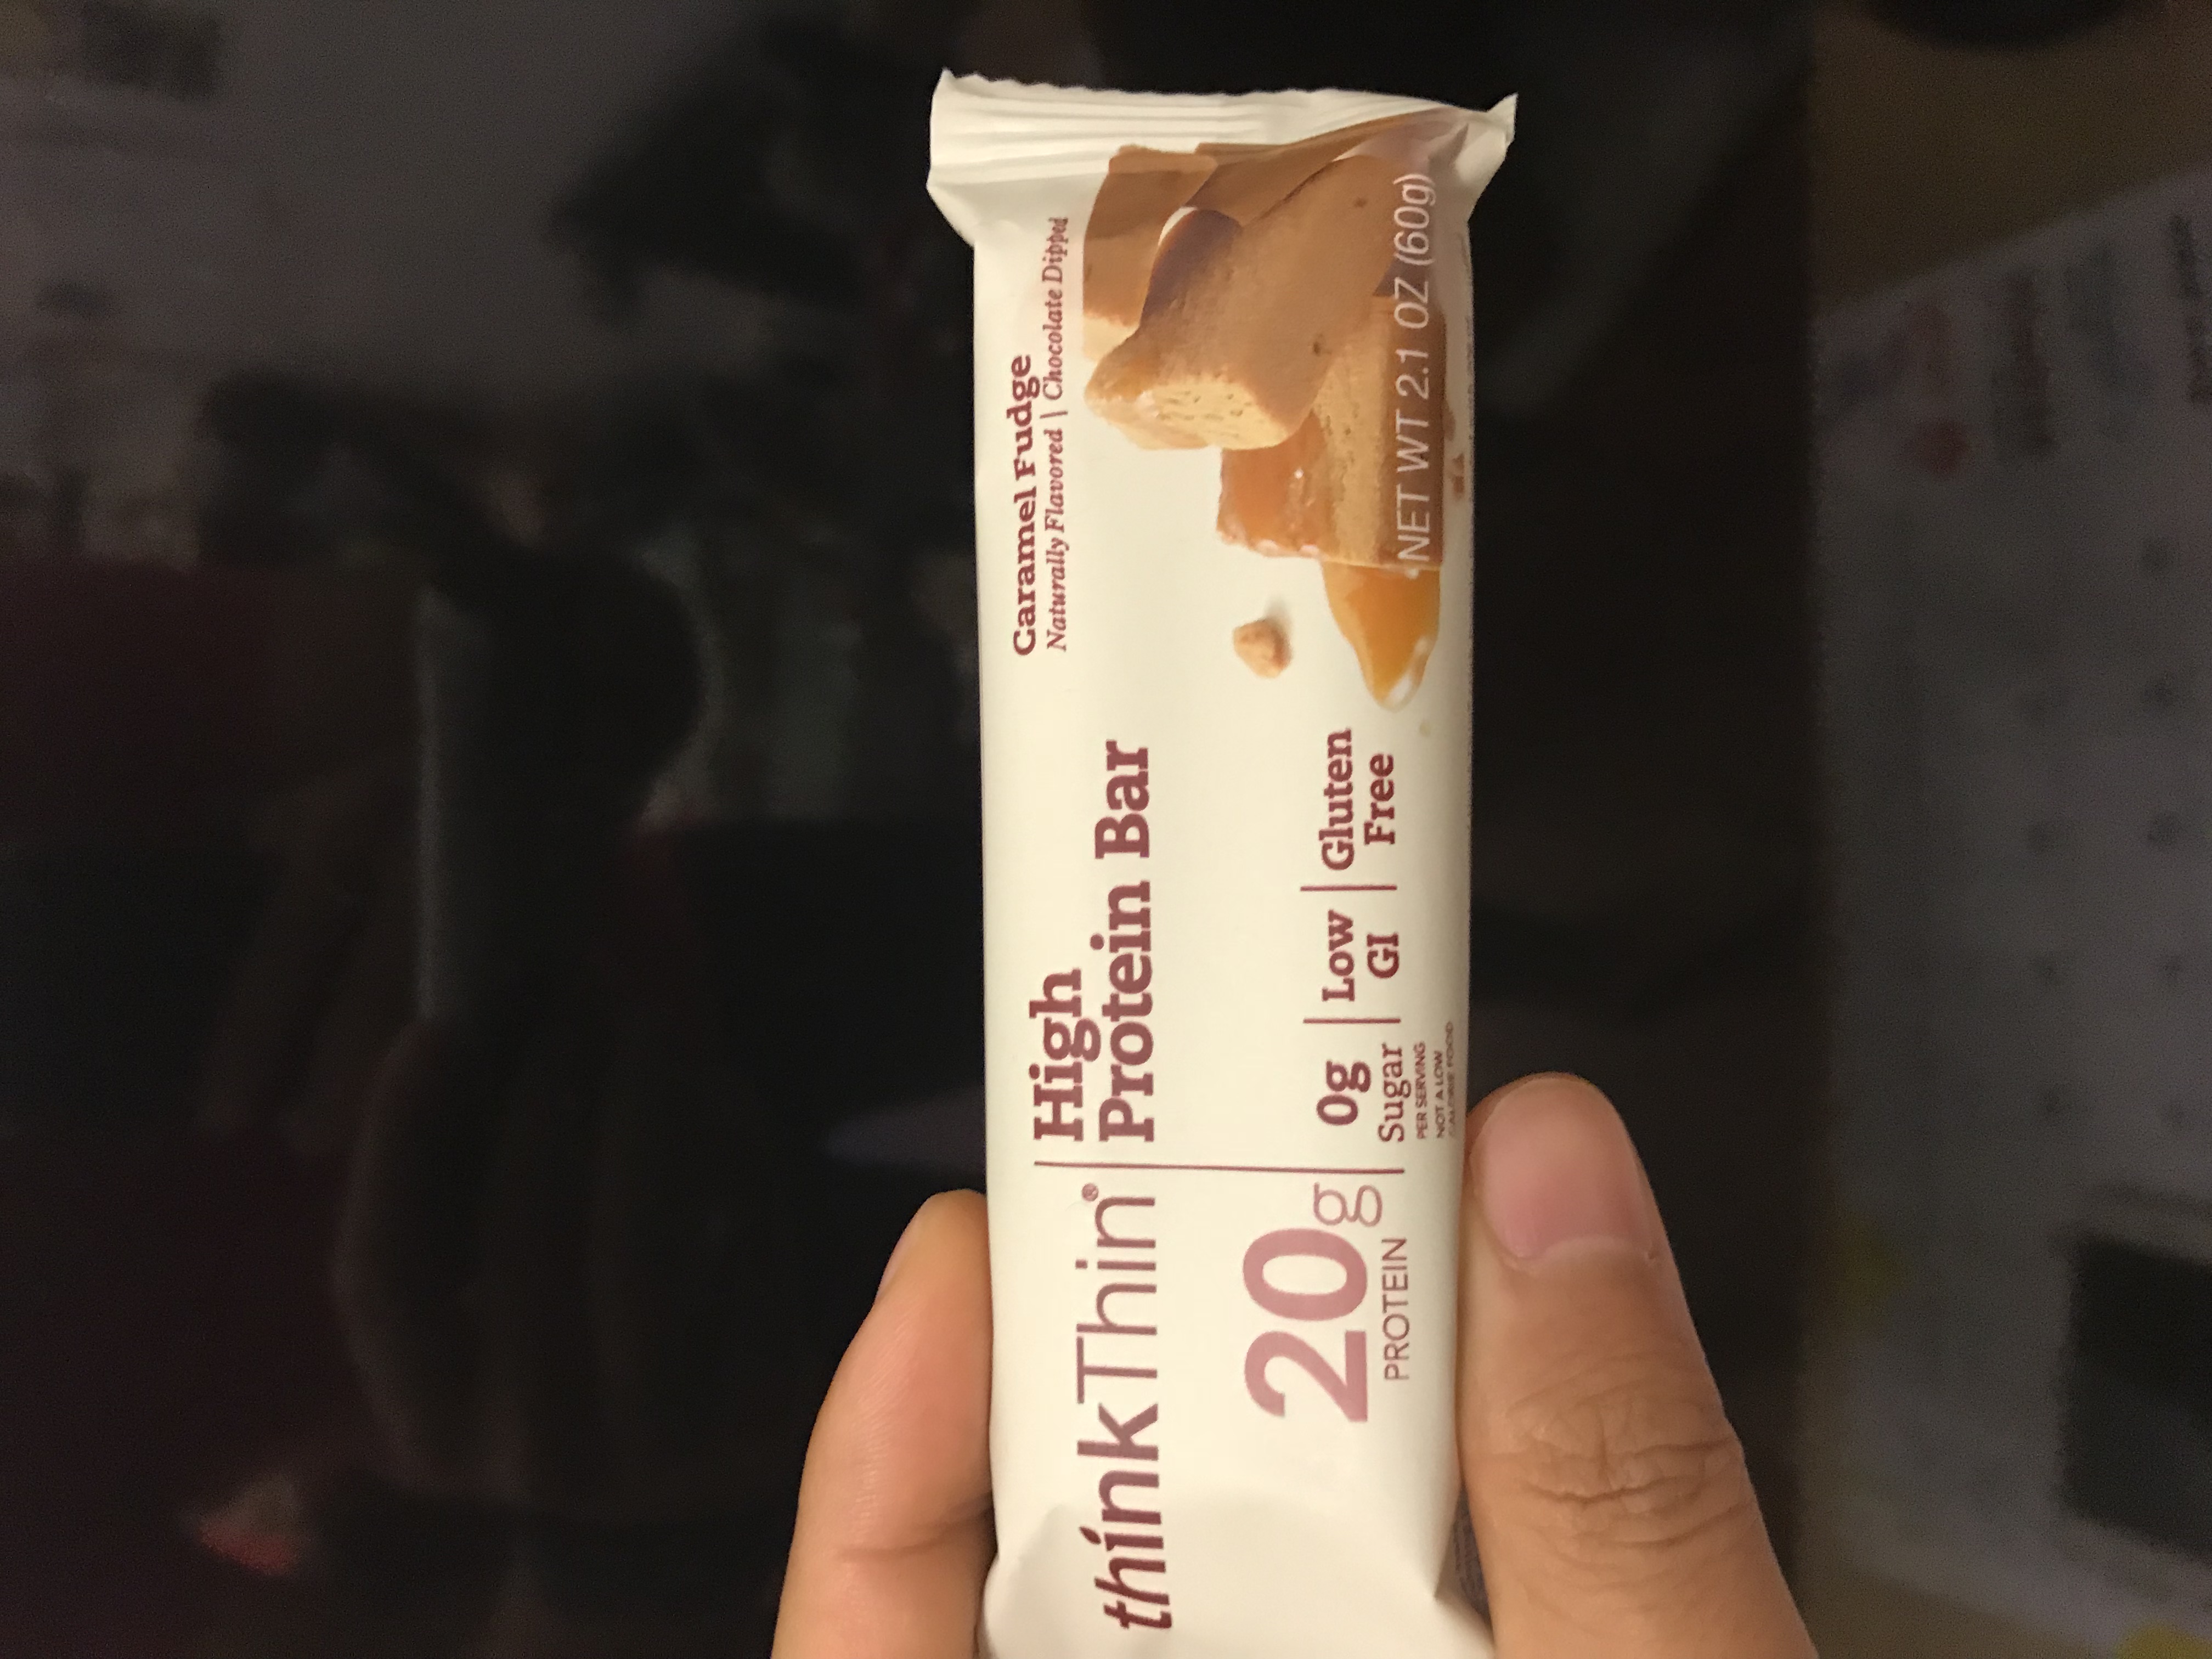 thinkThin®
High
Protein Bar
20g
PROTEIN
0g
Sugar
PER SERVING
NOT A LOW
CALORIE FOOD
Low
GI
Gluten
Free
Caramel Fudge
Naturally Flavored | Chocolate Dipped
NET WT 2.1 OZ (60g)